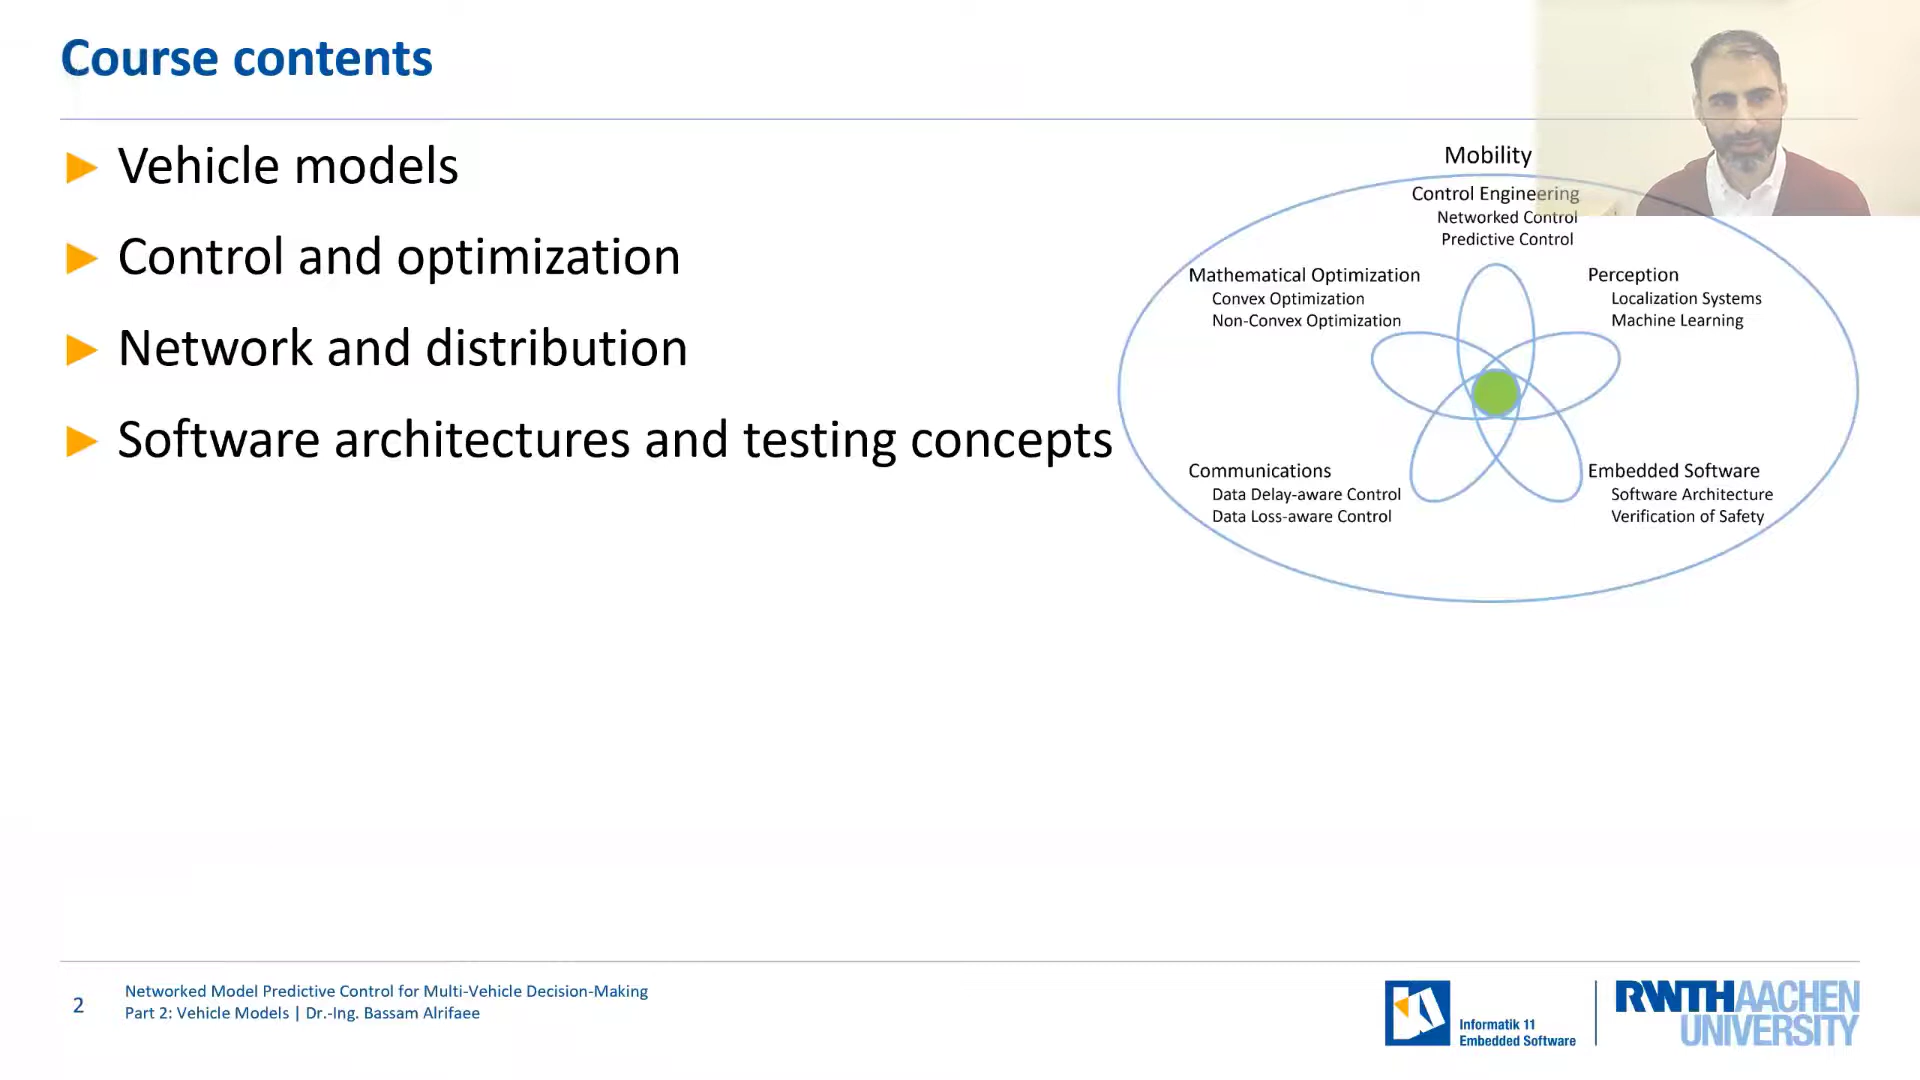 Course contents
Vehicle models
Control and optimization
Network and distribution
Software architectures and testing concepts
Mobility
Control Engineering
Networked Control
Predictive Control
Mathematical Optimization
Convex Optimization
Non-Convex Optimization
Perception
Localization Systems
Machine Learning
Communications
Data Delay-aware Control
Data Loss-aware Control
Embedded Software
Software Architecture
Verification of Safety
2
Networked Model Predictive Control for Multi-Vehicle Decision-Making
Part 2: Vehicle Models | Dr.-Ing. Bassam Alrifaee
Informatik 11
Embedded Software
RWTH AACHEN
UNIVERSITY